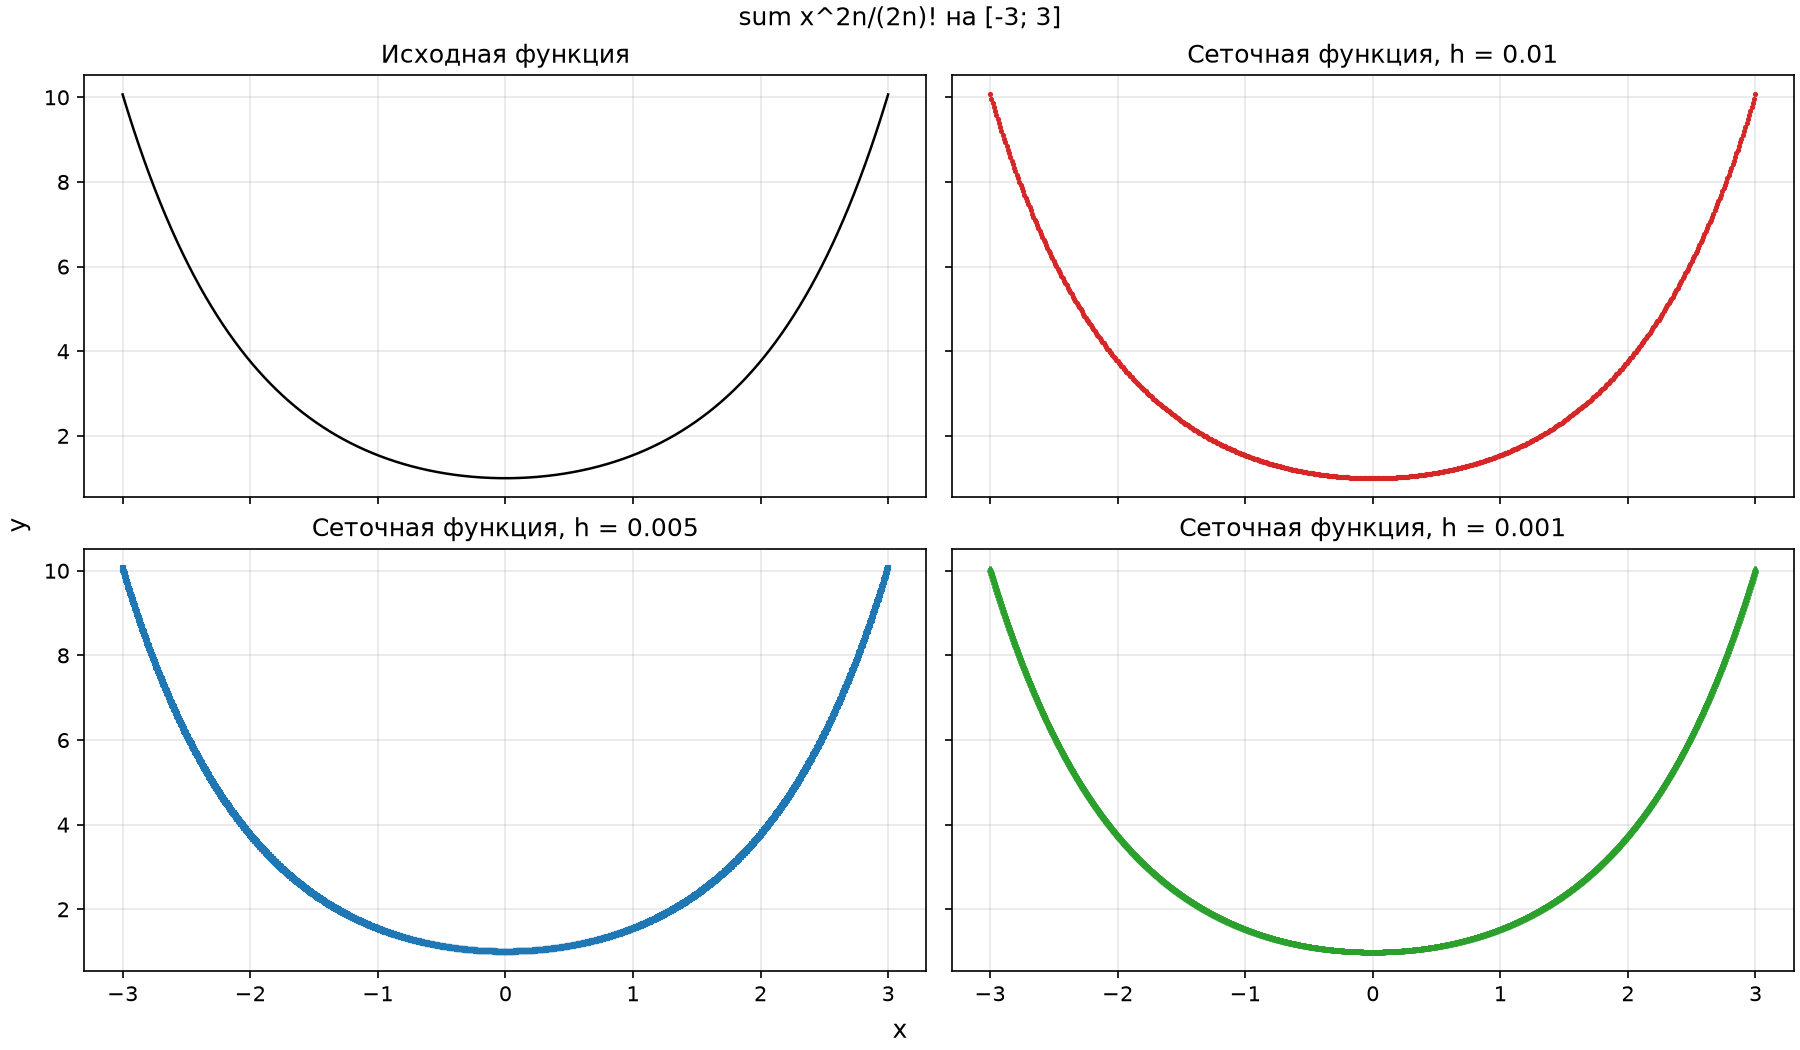 sum x^2n/(2n)! на [-3; 3]
Исходная функция
Сеточная функция, h = 0.01
10
8
6
4
2
y
Сеточная функция, h = 0.005
Сеточная функция, h = 0.001
10
8
6
4
2
−3 −2 −1 0 1 2 3
−3 −2 −1 0 1 2 3
x